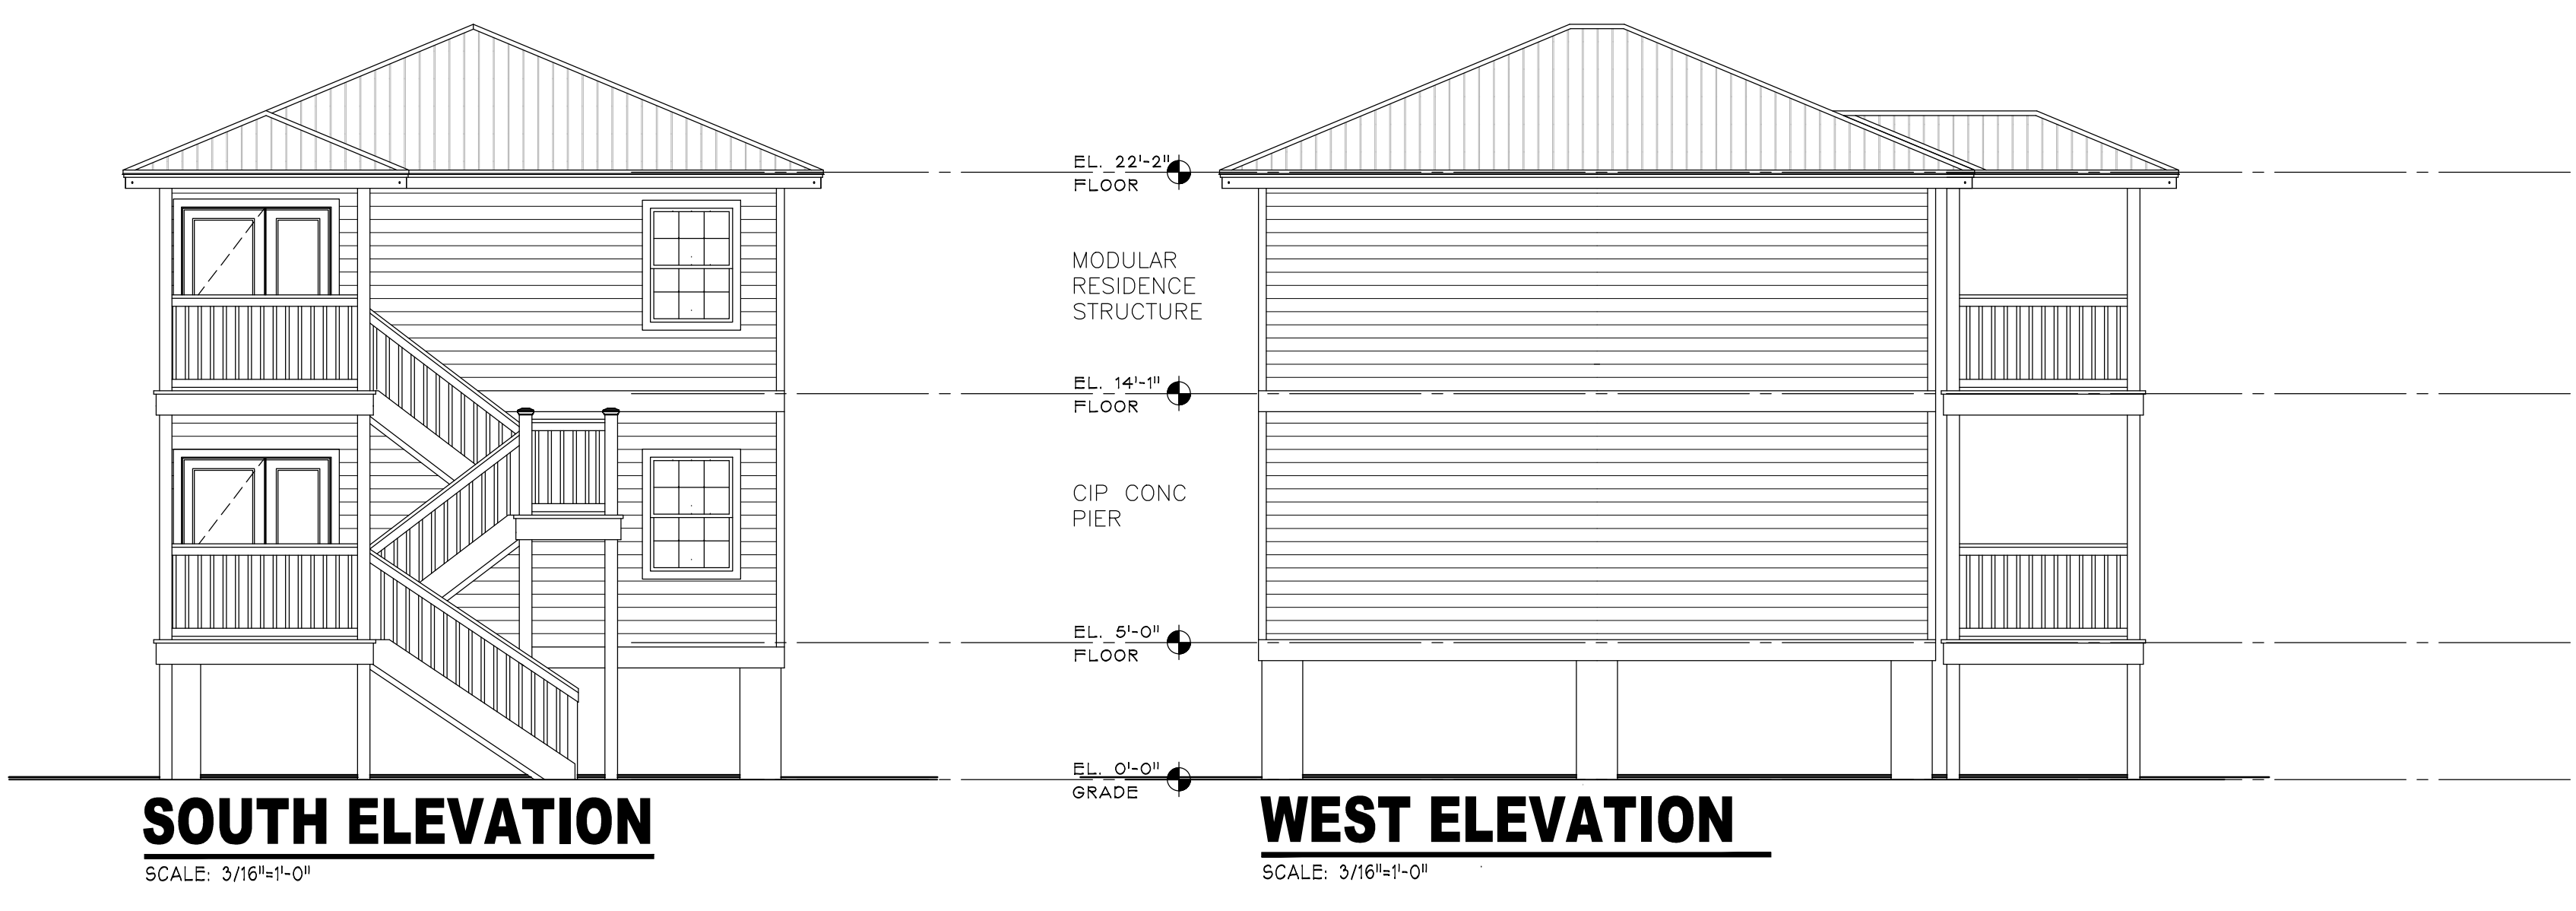 EL. 22'-2"
FLOOR
MODULAR
RESIDENCE
STRUCTURE
EL. 14'-1"
FLOOR
CIP CONC
PIER
EL. 5'-0"
FLOOR
EL. 0'-0"
GRADE
SOUTH ELEVATION
SCALE: 3/16"=1'-0"
WEST ELEVATION
SCALE: 3/16"=1'-0"